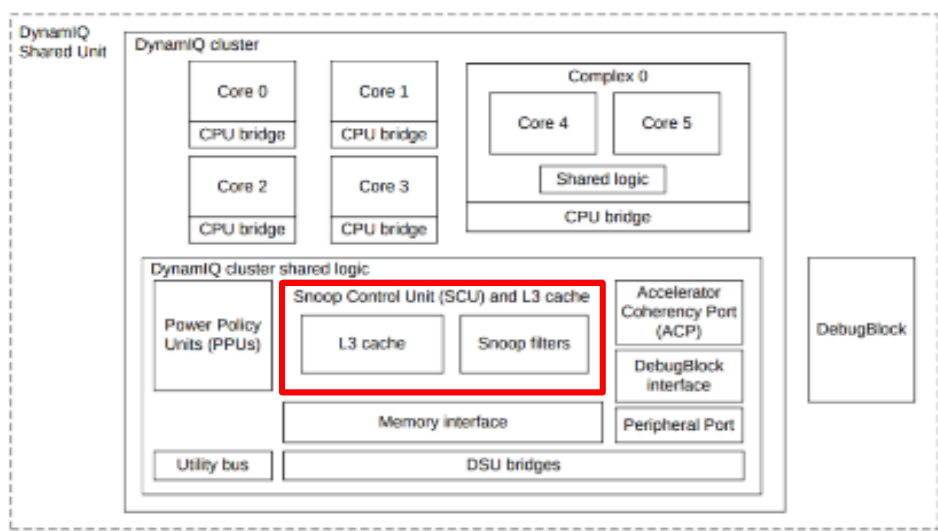 DynamIQ
Shared Unit
DynamIQ cluster
Core 0
CPU bridge
Core 1
CPU bridge
Complex 0
Core 4
Core 5
Shared logic
CPU bridge
Core 2
CPU bridge
Core 3
CPU bridge
DynamIQ cluster shared logic
Power Policy
Units (PPUs)
Snoop Control Unit (SCU) and L3 cache
L3 cache
Snoop filters
Accelerator
Coherency Port
(ACP)
DebugBlock
interface
Memory interface
Peripheral Port
Utility bus
DSU bridges
DebugBlock